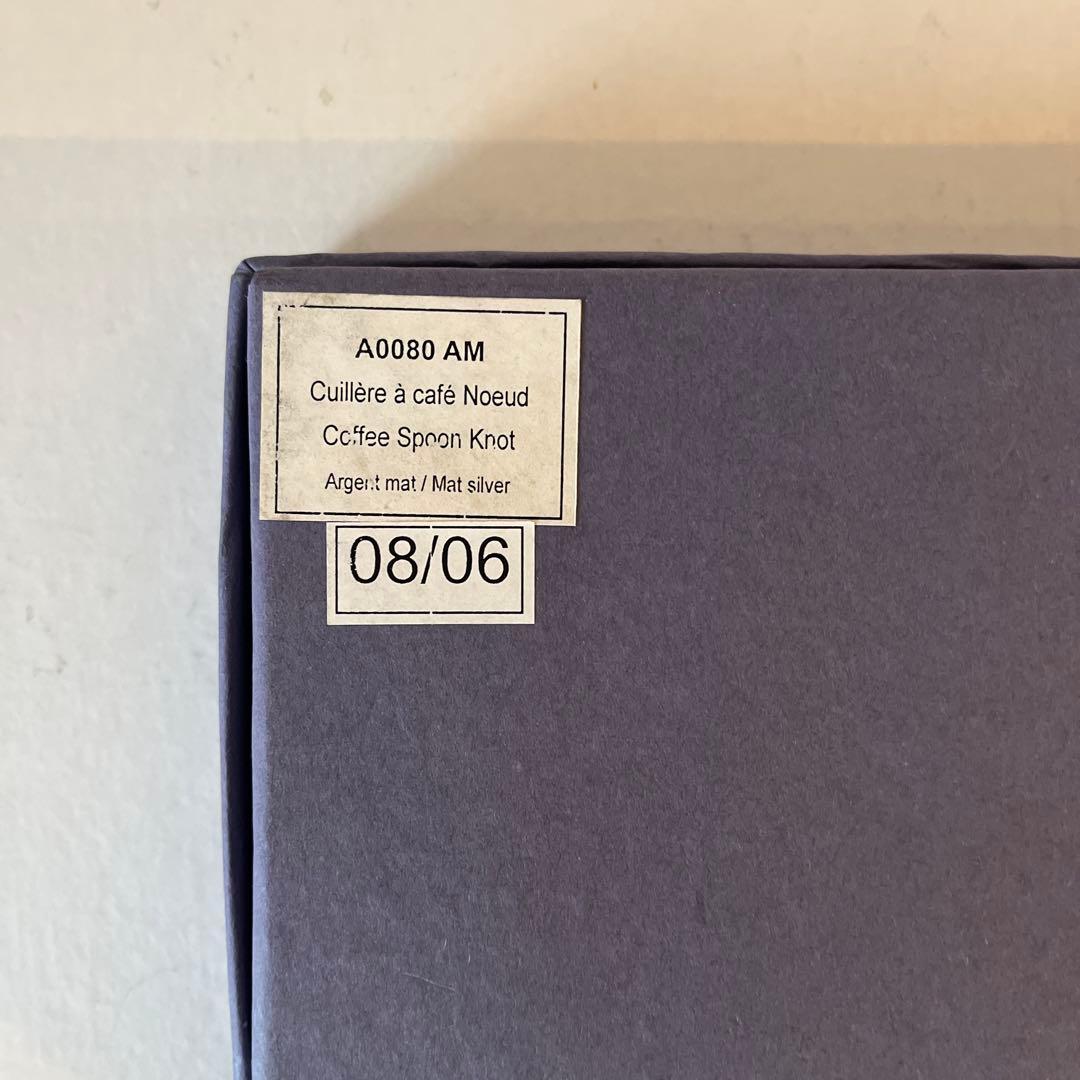 A0080 AM
Cuillère à café Noeud
Coffee Spoon Knot
Argent mat / Mat silver
08/06